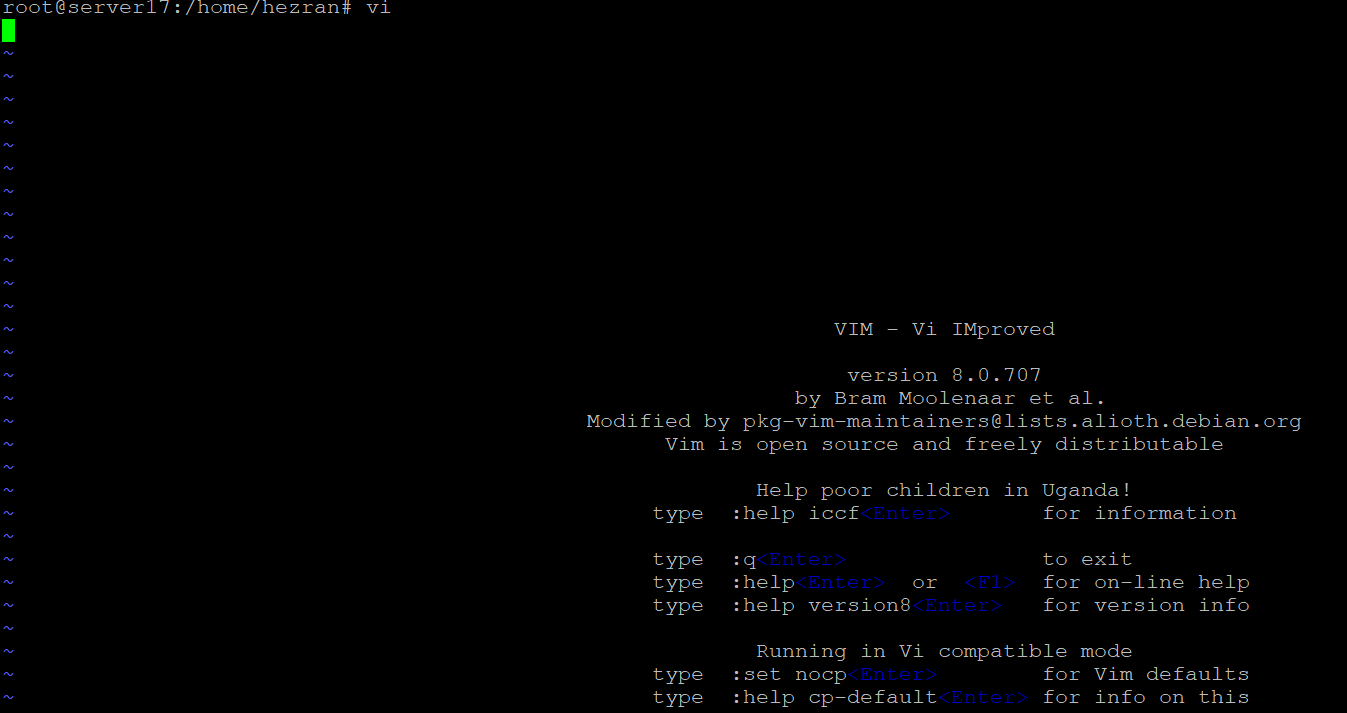 root@server17:/home/hezran# vi
~
~
~
~
~
~
~
~
~
~
~
~
~ VIM - Vi IMproved
~
~ version 8.0.707
~ by Bram Moolenaar et al.
~ Modified by pkg-vim-maintainers@lists.alioth.debian.org
~ Vim is open source and freely distributable
~
~ Help poor children in Uganda!
~ type :help iccf<Enter> for information
~
~ type :q<Enter> to exit
~ type :help<Enter> or <F1> for on-line help
~ type :help version8<Enter> for version info
~
~ Running in Vi compatible mode
~ type :set nocp<Enter> for Vim defaults
~ type :help cp-default<Enter> for info on this